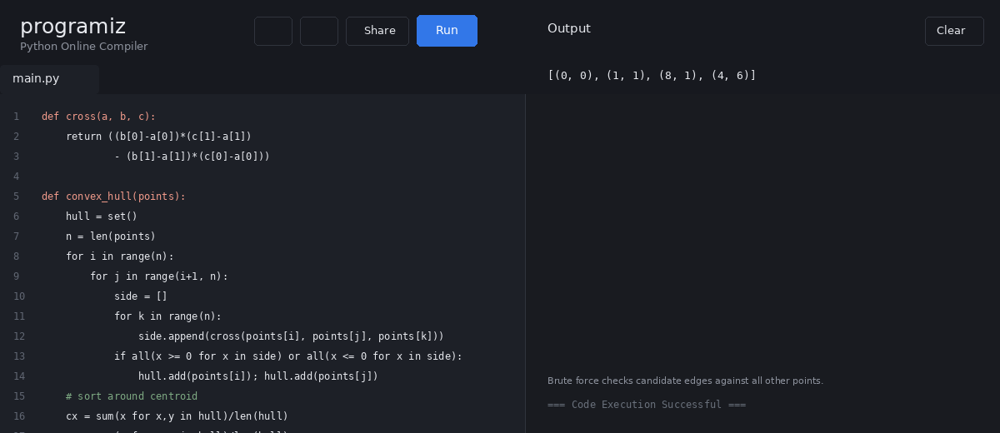 programiz
Python Online Compiler
Share
Run
main.py
1 def cross(a, b, c):
2     return ((b[0]-a[0])*(c[1]-a[1])
3             - (b[1]-a[1])*(c[0]-a[0]))
4
5 def convex_hull(points):
6     hull = set()
7     n = len(points)
8     for i in range(n):
9         for j in range(i+1, n):
10             side = []
11             for k in range(n):
12                 side.append(cross(points[i], points[j], points[k]))
13             if all(x >= 0 for x in side) or all(x <= 0 for x in side):
14                 hull.add(points[i]); hull.add(points[j])
15     # sort around centroid
16     cx = sum(x for x,y in hull)/len(hull)
Output
Clear
[(0, 0), (1, 1), (8, 1), (4, 6)]
Brute force checks candidate edges against all other points.
=== Code Execution Successful ===